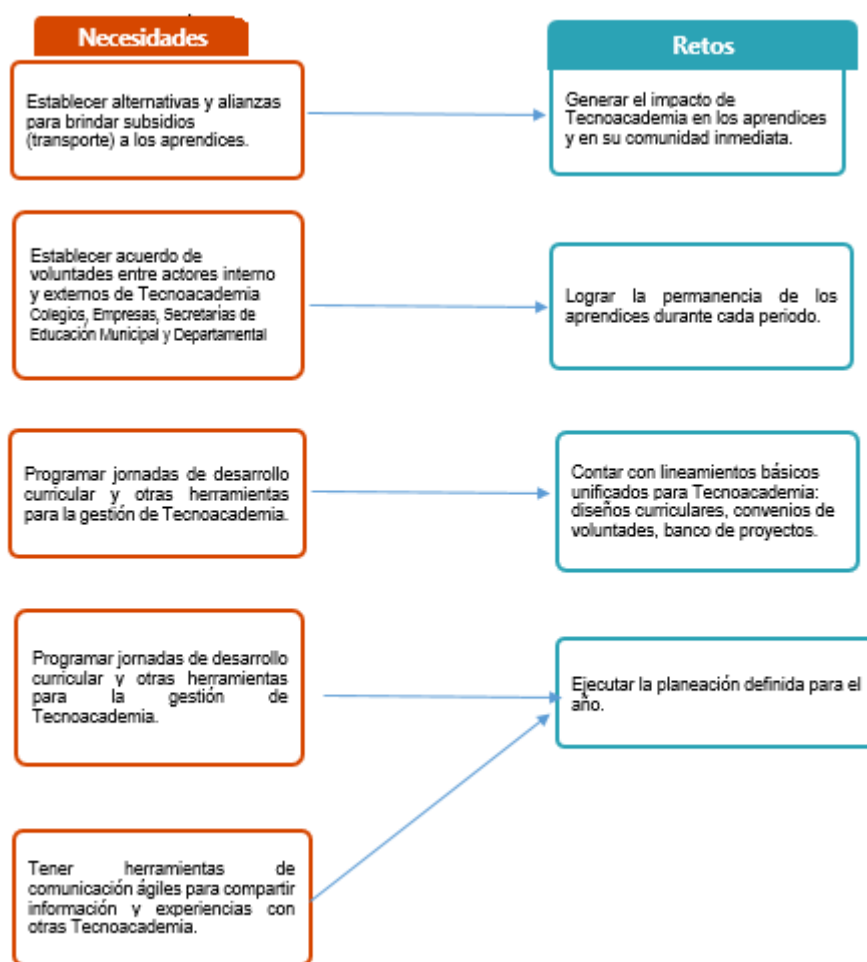 Necesidades
Retos
Establecer alternativas y alianzas
para brindar subsidios
(transporte) a los aprendices.
Generar el impacto de
Tecnoacademia en los aprendices
y en su comunidad inmediata.
Establecer acuerdo de
voluntades entre actores interno
y externos de Tecnoacademia
Colegios, Empresas, Secretarías de
Educación Municipal y Departamental
Lograr la permanencia de los
aprendices durante cada periodo.
Programar jornadas de desarrollo
curricular y otras herramientas
para la gestión de Tecnoacademia.
Contar con lineamientos básicos
unificados para Tecnoacademia:
diseños curriculares, convenios de
voluntades, banco de proyectos.
Programar jornadas de desarrollo
curricular y otras herramientas
para la gestión de
Tecnoacademia.
Ejecutar la planeación definida para el
año.
Tener herramientas de
comunicación ágiles para compartir
información y experiencias con
otras Tecnoacademia.